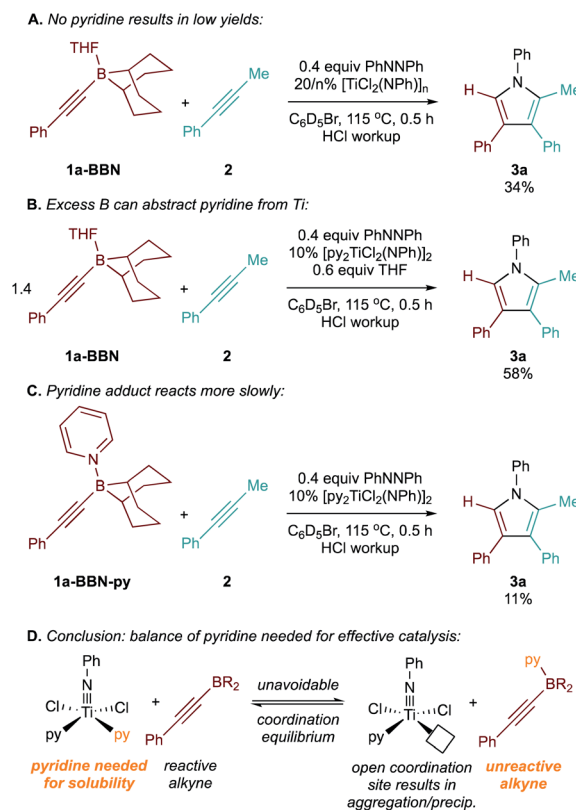 A. No pyridine results in low yields:
THF
B
Ph
1a-BBN
+
Me
Ph
2
0.4 equiv PhNNPh
20/n% [TiCl2(NPh)]n
C6D5Br, 115 ºC, 0.5 h
HCl workup
Ph
N
H
Me
Ph
Ph
3a
34%
B. Excess B can abstract pyridine from Ti:
THF
B
1.4
Ph
1a-BBN
+
Me
Ph
2
0.4 equiv PhNNPh
10% [py2TiCl2(NPh)]2
0.6 equiv THF
C6D5Br, 115 ºC, 0.5 h
HCl workup
Ph
N
H
Me
Ph
Ph
3a
58%
C. Pyridine adduct reacts more slowly:
N
B
Ph
1a-BBN-py
+
Me
Ph
2
0.4 equiv PhNNPh
10% [py2TiCl2(NPh)]2
C6D5Br, 115 ºC, 0.5 h
HCl workup
Ph
N
H
Me
Ph
Ph
3a
11%
D. Conclusion: balance of pyridine needed for effective catalysis:
Ph
N
Cl
Ti
Cl
py
py
pyridine needed
for solubility
+
BR2
Ph
reactive
alkyne
unavoidable
coordination
equilibrium
Ph
N
Cl
Ti
Cl
py
open coordination
site results in
aggregation/precip.
+
py
BR2
Ph
unreactive
alkyne